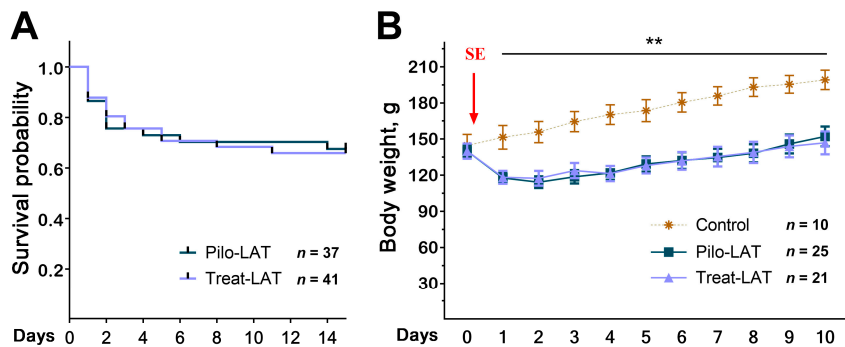 A
Survival probability
1.0
0.8
0.6
0.4
0.2
Pilo-LAT n = 37
Treat-LAT n = 41
Days 0 2 4 6 8 10 12 14
B
Body weight, g
**
SE
210
180
150
120
90
60
30
Control n = 10
Pilo-LAT n = 25
Treat-LAT n = 21
Days 0 1 2 3 4 5 6 7 8 9 10